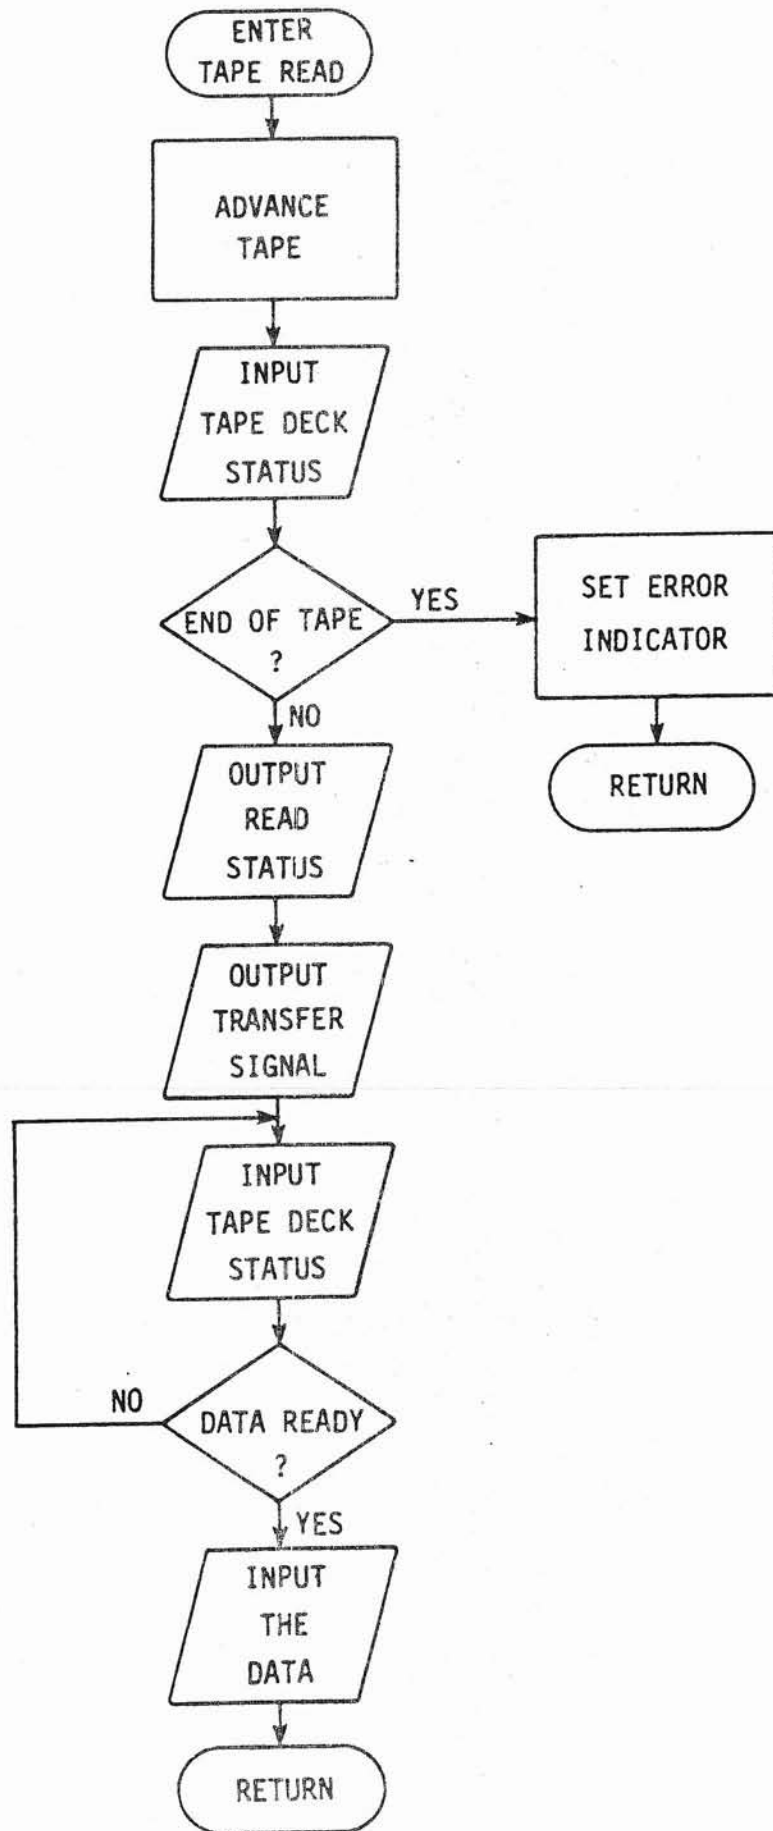 ENTER
TAPE READ
ADVANCE
TAPE
INPUT
TAPE DECK
STATUS
END OF TAPE
?
YES
SET ERROR
INDICATOR
RETURN
NO
OUTPUT
READ
STATUS
OUTPUT
TRANSFER
SIGNAL
INPUT
TAPE DECK
STATUS
DATA READY
?
NO
YES
INPUT
THE
DATA
RETURN